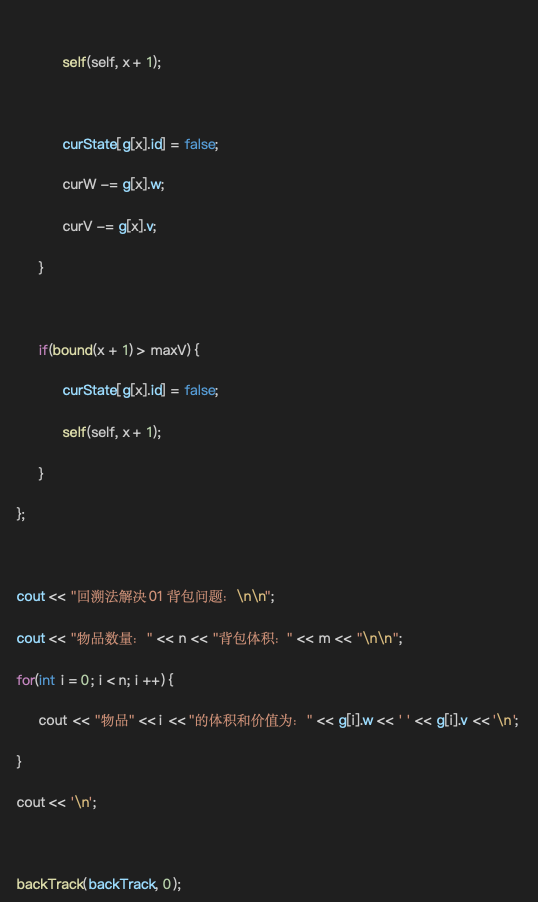 self(self, x + 1);
curState[g[x].id] = false;
curW -= g[x].w;
curV -= g[x].v;
}
if(bound(x + 1) > maxV) {
curState[g[x].id] = false;
self(self, x + 1);
}
};
cout << "回溯法解决 01 背包问题：\n\n";
cout << "物品数量：" << n << "背包体积：" << m << "\n\n";
for(int i = 0; i < n; i ++) {
cout << "物品" << i << "的体积和价值为：" << g[i].w << ' ' << g[i].v << '\n';
}
cout << '\n';
backTrack(backTrack, 0);